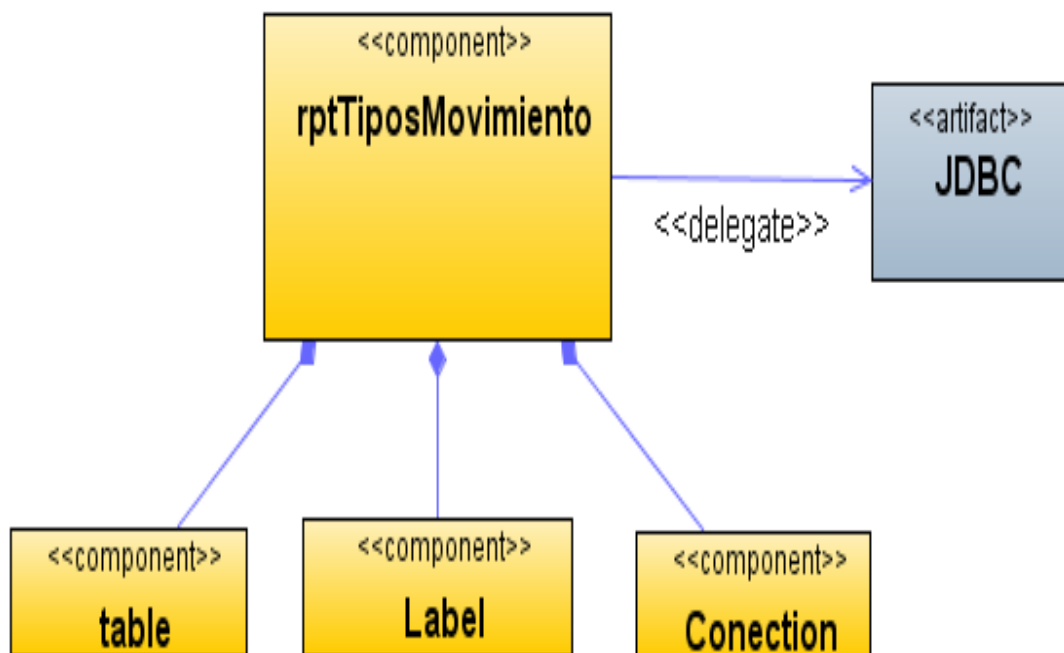 <<component>>
rptTiposMovimiento
<<artifact>>
JDBC
<<delegate>>
<<component>>
table
<<component>>
Label
<<component>>
Conection